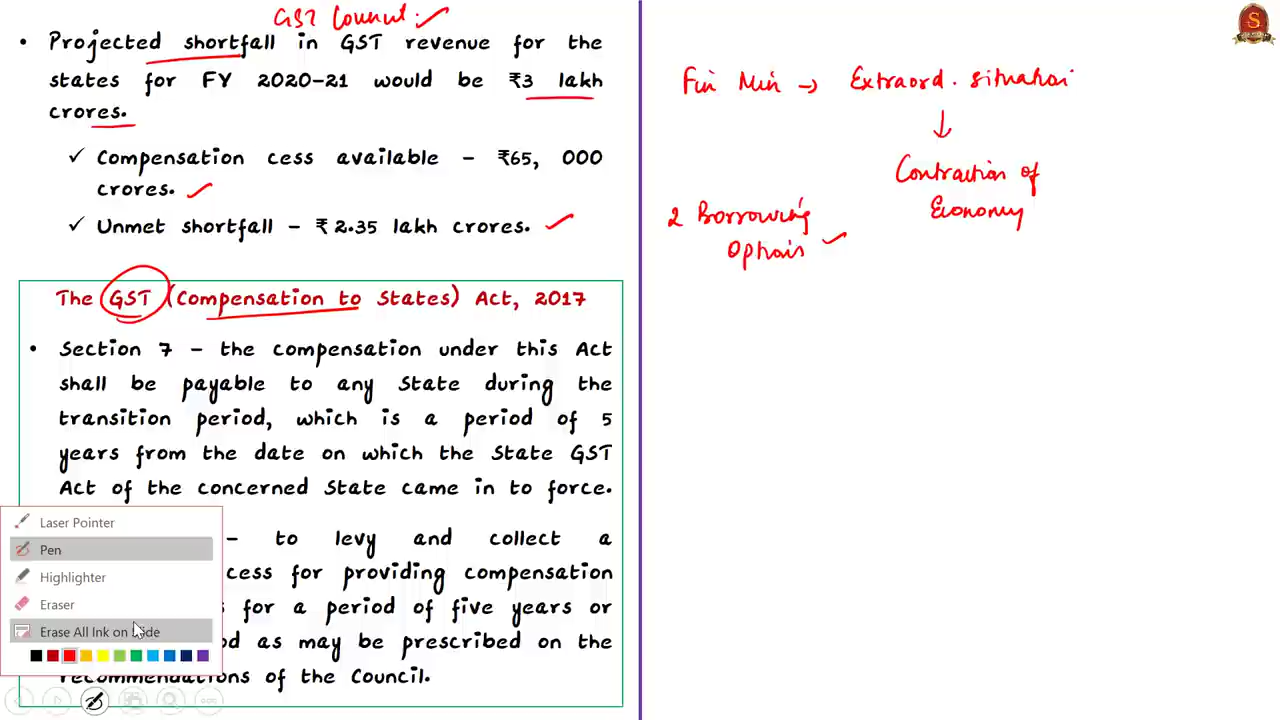 GST Council.
• Projected shortfall in GST revenue for the
states for FY 2020-21 would be ₹3 lakh
crores.
✓ Compensation cess available - ₹65, 000
crores.
✓ Unmet shortfall - ₹ 2.35 lakh crores.
The GST (Compensation to States) Act, 2017
• Section 7 - the compensation under this Act
shall be payable to any State during the
transition period, which is a period of 5
years from the date on which the State GST
Act of the concerned State came in to force.
- to levy and collect a
cess for providing compensation
for a period of five years or
as may be prescribed on the
recommendations of the Council.
Laser Pointer
Pen
Highlighter
Eraser
Erase All Ink on Slide
Fin Min → Extraord. situation
↓
Contraction of
Economy
2 Borrowing
Options